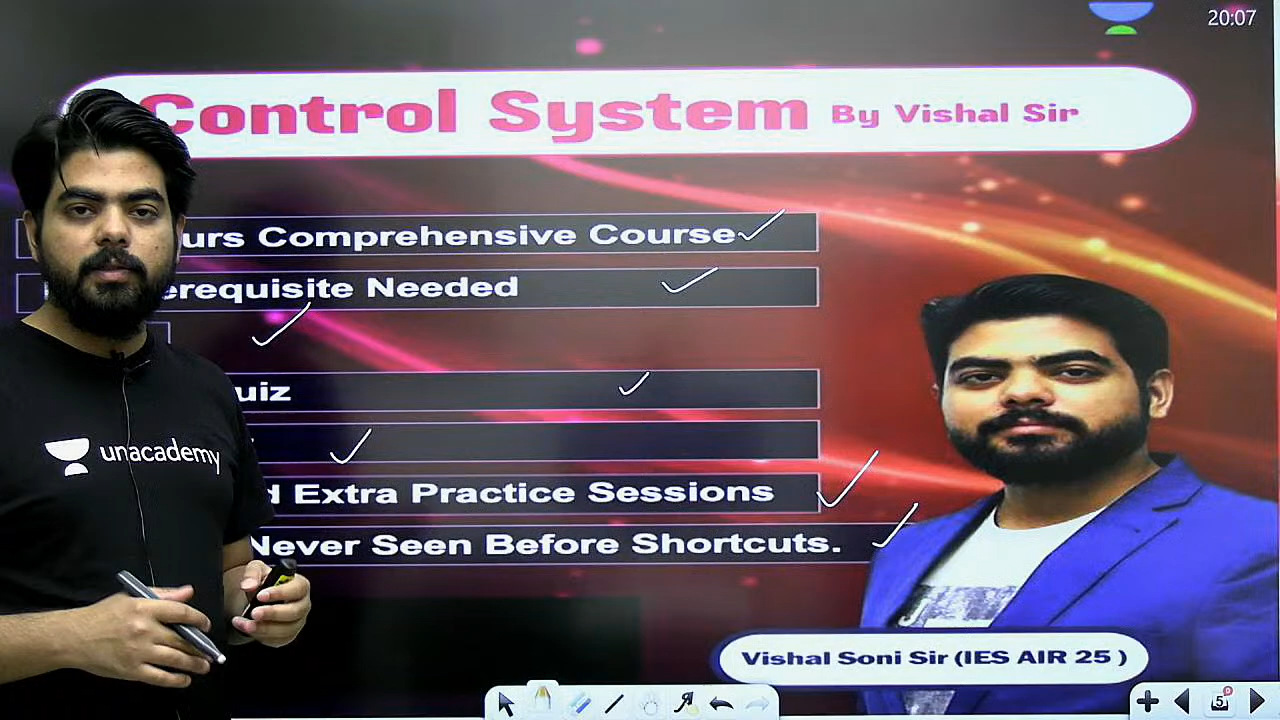 20:07
Control System By Vishal Sir
urs Comprehensive Course
erequisite Needed
uiz
d Extra Practice Sessions
Never Seen Before Shortcuts.
unacademy
Vishal Soni Sir (IES AIR 25 )
5